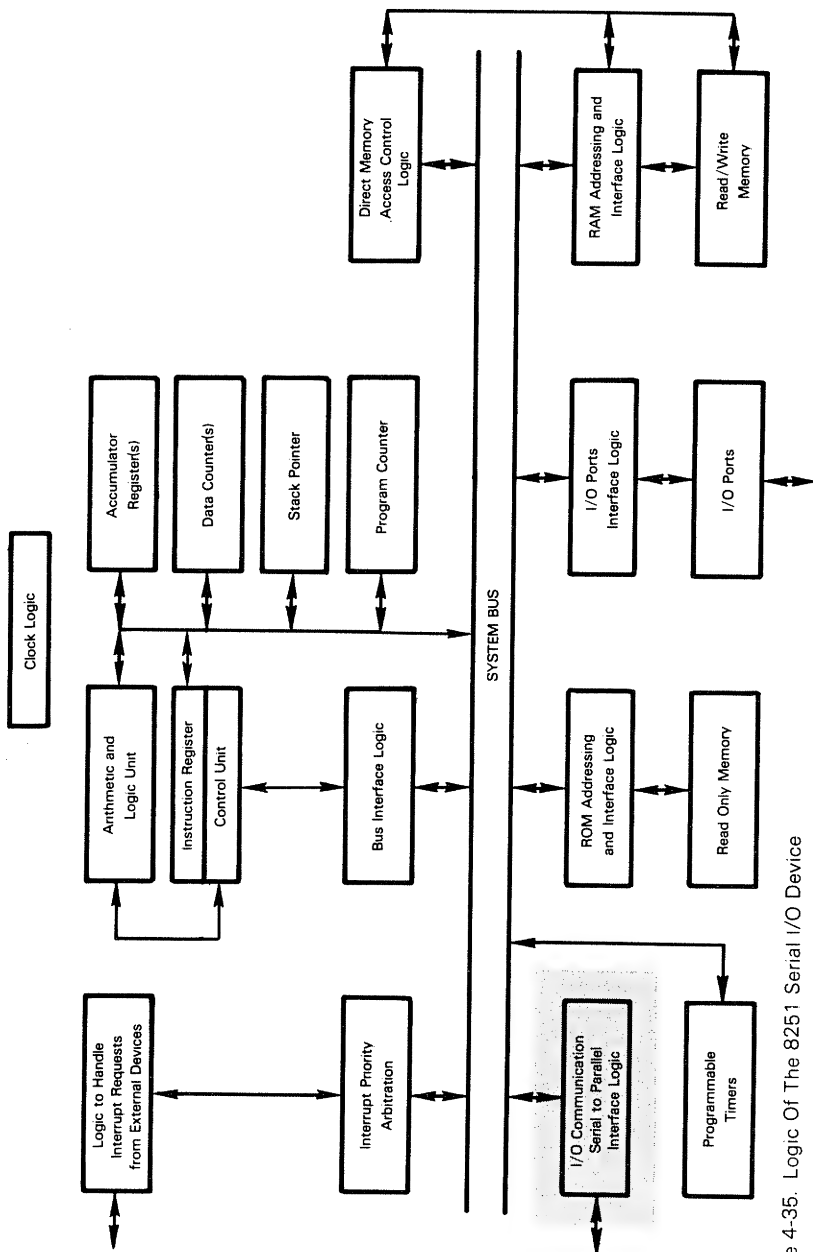 Clock Logic
Logic to Handle
Interrupt Requests
from External Devices
Arithmetic and
Logic Unit
Accumulator
Register(s)
Instruction Register
Control Unit
Data Counter(s)
Stack Pointer
Interrupt Priority
Arbitration
Bus Interface Logic
Program Counter
Direct Memory
Access Control
Logic
SYSTEM BUS
I/O Communication
Serial to Parallel
Interface Logic
ROM Addressing
and Interface Logic
I/O Ports
Interface Logic
RAM Addressing and
Interface Logic
Programmable
Timers
Read Only Memory
I/O Ports
Read/Write
Memory
e 4-35. Logic Of The 8251 Serial I/O Device